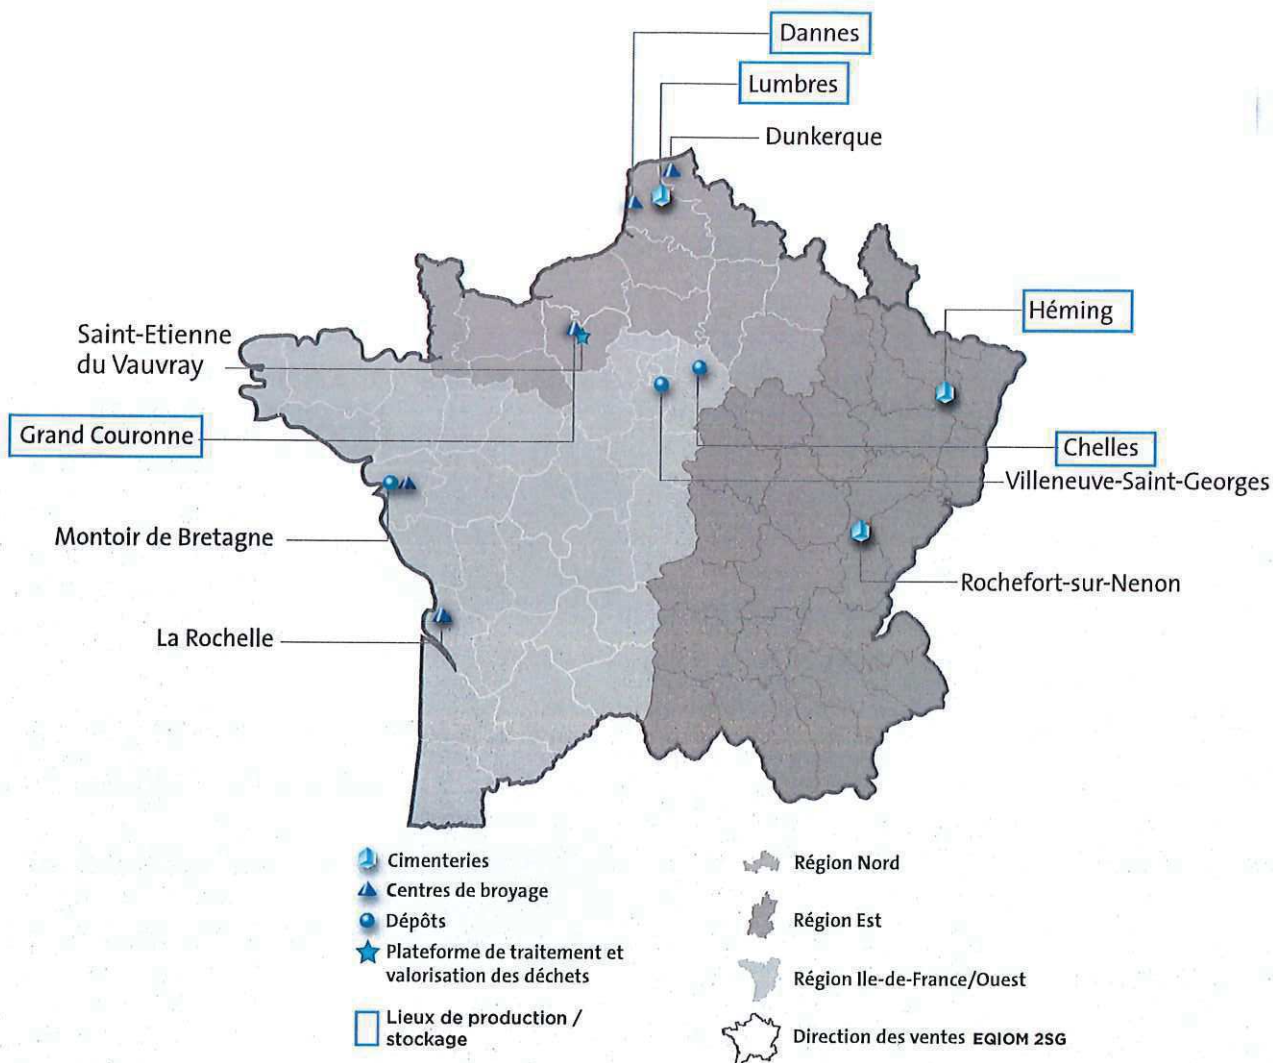 Dannes
Lumbres
Dunkerque
Héming
Saint-Etienne
du Vauvray
Grand Couronne
Chelles
Villeneuve-Saint-Georges
Montoir de Bretagne
Rochefort-sur-Nenon
La Rochelle
Cimenteries
Centres de broyage
Dépôts
Plateforme de traitement et
valorisation des déchets
Lieux de production /
stockage
Région Nord
Région Est
Région Ile-de-France/Ouest
Direction des ventes EQIOM 2SG